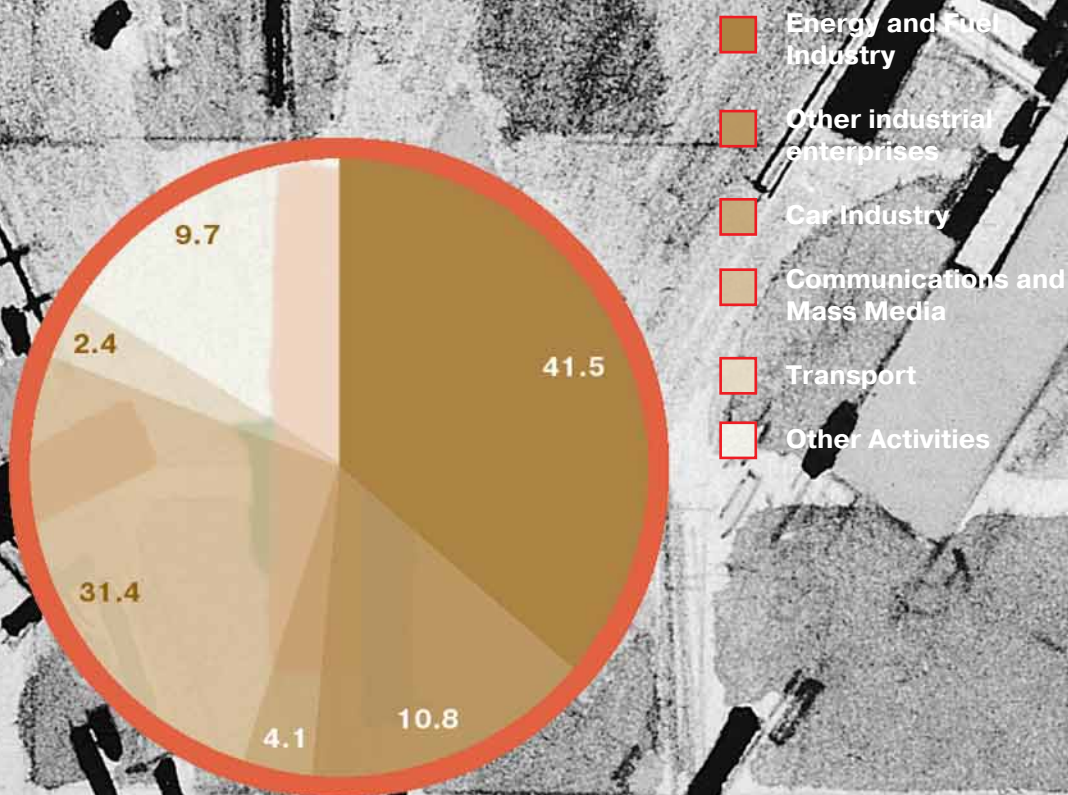 Energy and Fuel
Industry
Other industrial
enterprises
Car Industry
Communications and
Mass Media
Transport
Other Activities
9.7
2.4
41.5
31.4
10.8
4.1